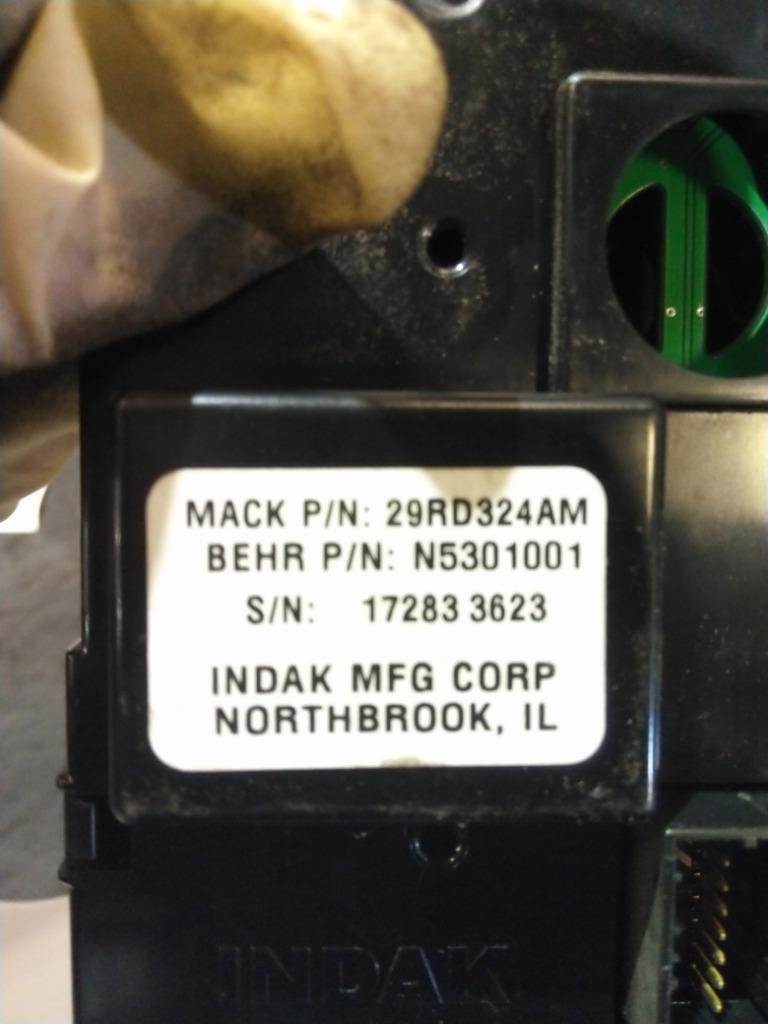 MACK P/N: 29RD324AM
BEHR P/N: N5301001
S/N: 17283 3623
INDAK MFG CORP
NORTHBROOK, IL
INDAK